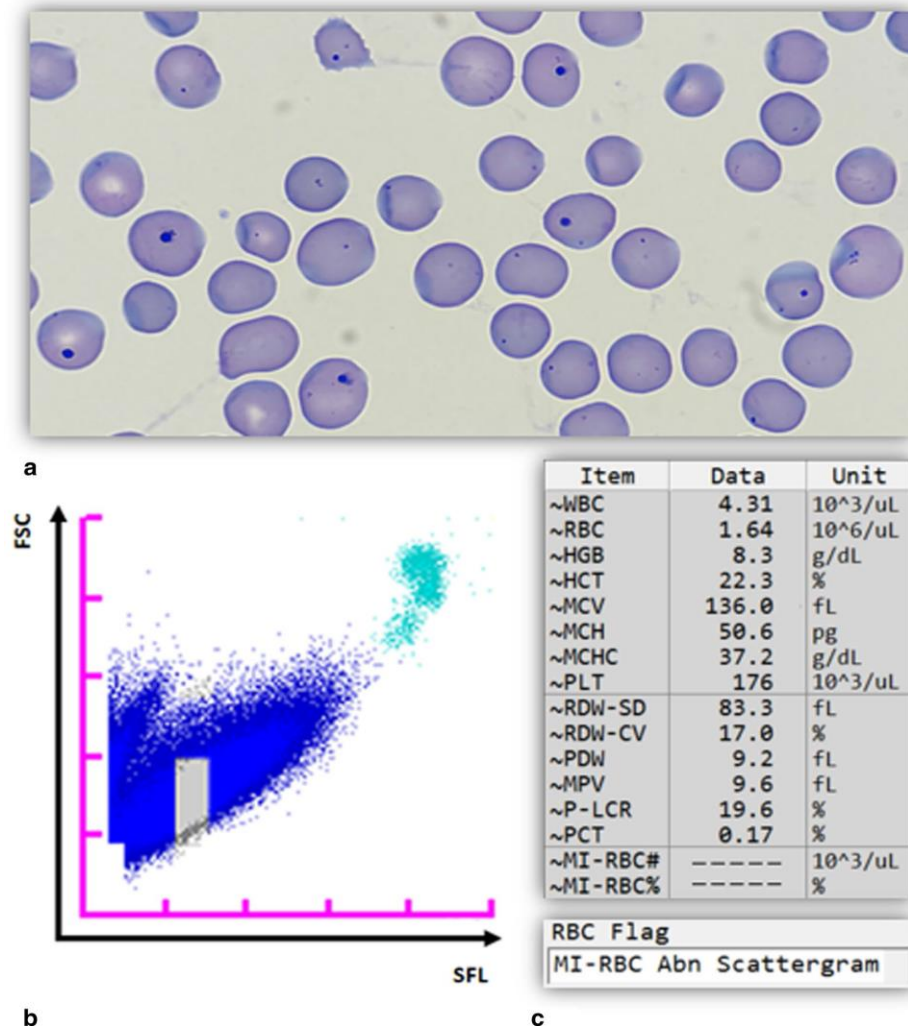 a
FSC
SFL
b
Item Data Unit
~WBC 4.31 10^3/uL
~RBC 1.64 10^6/uL
~HGB 8.3 g/dL
~HCT 22.3 %
~MCV 136.0 fL
~MCH 50.6 pg
~MCHC 37.2 g/dL
~PLT 176 10^3/uL
~RDW-SD 83.3 fL
~RDW-CV 17.0 %
~PDW 9.2 fL
~MPV 9.6 fL
~P-LCR 19.6 %
~PCT 0.17 %
~MI-RBC# ----- 10^3/uL
~MI-RBC% ----- %
RBC Flag
MI-RBC Abn Scattergram
c